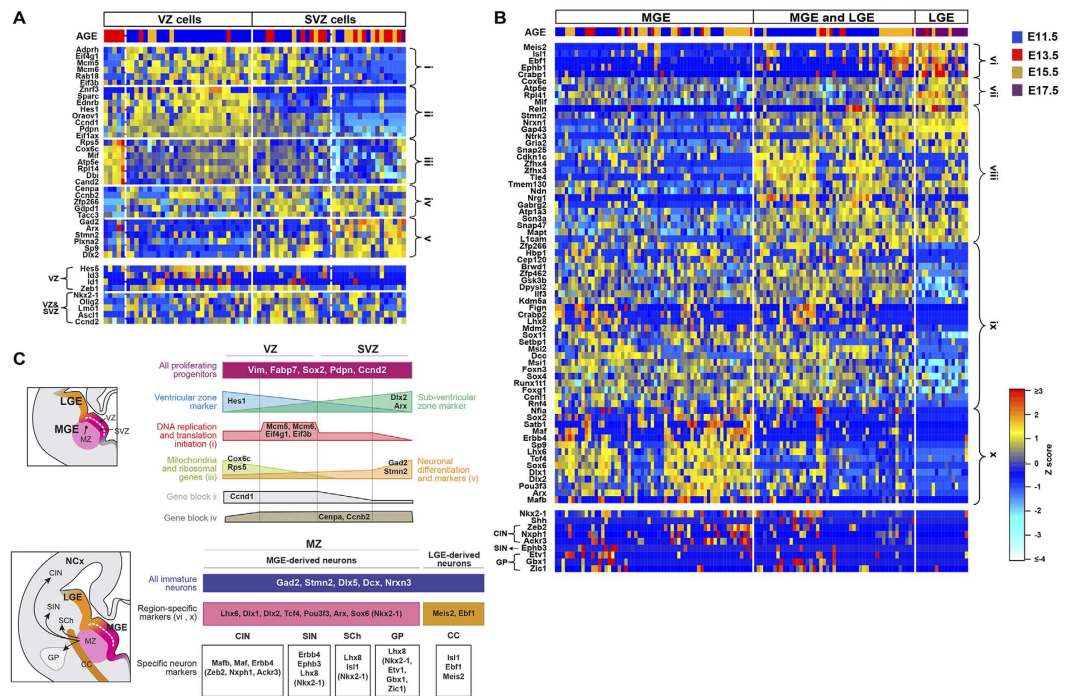 A
VZ cells
SVZ cells
AGE
Adprh
Eif4g1
Mcm5
Mcm6
Rab18
Eif3b
i
Znrf3
Sparc
Ednrb
Hes1
Oraov1
Ccnd1
Pdpn
Eif1ax
ii
Rps5
Cox6c
Mif
Atp5e
Rpl14
Dbi
Cand2
iii
Cenpa
Ccnb2
Zfp266
Gdpd1
Tacc3
iv
Gad2
Arx
Stmn2
Plxna2
Sp9
Dlx2
v
VZ
Hes5
Id3
Id1
Zeb1
VZ&
SVZ
Nkx2-1
Olig2
Lmo1
Ascl1
Ccnd2
B
MGE
MGE and LGE
LGE
AGE
E11.5
E13.5
E15.5
E17.5
Meis2
Isl1
Ebf1
Ephb1
Crabp1
vi
Cox6c
Atp5e
Rpl41
Mif
vii
Reln
Stmn2
Nrxn1
Gap43
Ntrk3
Gria2
Snap25
Cdkn1c
Zfhx4
Zfhx3
Tle4
Tmem130
Ndn
Nrg1
Gabrg2
Atp1a3
Scn3a
Snap47
Mapt
L1cam
viii
Zfp266
Hbp1
Cep120
Brwd1
Zfp462
Gsk3b
Dpysl2
Ilf3
Kdm5a
Fign
Crabp2
Lhx8
Mdm2
Sox11
Setbp1
Msi2
Dcc
Msi1
Foxn3
Sox4
Runx1t1
Foxg1
Ccnl1
Rnf4
ix
Nfia
Sox2
Satb1
Maf
Erbb4
Sp9
Lhx6
Tcf4
Sox6
Dlx1
Dlx2
Pou3f3
Arx
Mafb
x
Nkx2-1
Shh
CIN
Zeb2
Nxph1
Ackr3
SIN
Ephb3
GP
Etv1
Gbx1
Zic1
≥3
2
1
0
-1
-2
-3
≤-4
Z score
C
LGE
MGE
MZ
VZ
SVZ
VZ
SVZ
All proliferating
progenitors
Vim, Fabp7, Sox2, Pdpn, Ccnd2
Ventricular zone
marker
Hes1
Dlx2
Arx
Sub-ventricular
zone marker
DNA replication
and translation
initiation (i)
Mcm5, Mcm6,
Eif4g1, Eif3b
Mitochondria
and ribosomal
genes (iii)
Cox6c
Rps5
Gad2
Stmn2
Neuronal
differentiation
and markers (v)
Gene block ii
Ccnd1
Gene block iv
Cenpa, Ccnb2
NCx
CIN
LGE
SIN
SCh
MGE
MZ
GP
CC
MZ
MGE-derived neurons
LGE-derived
neurons
All immature
neurons
Gad2, Stmn2, Dlx5, Dcx, Nrxn3
Region-specific
markers (vi , x)
Lhx6, Dlx1, Dlx2, Tcf4, Pou3f3, Arx, Sox6 (Nkx2-1)
Meis2, Ebf1
Specific neuron
markers
CIN
Mafb, Maf, Erbb4
(Zeb2, Nxph1, Ackr3)
SIN
Erbb4
Ephb3
Lhx8
(Nkx2-1)
SCh
Lhx8
Isl1
(Nkx2-1)
GP
Lhx8
(Nkx2-1,
Etv1,
Gbx1,
Zic1)
CC
Isl1
Ebf1
Meis2